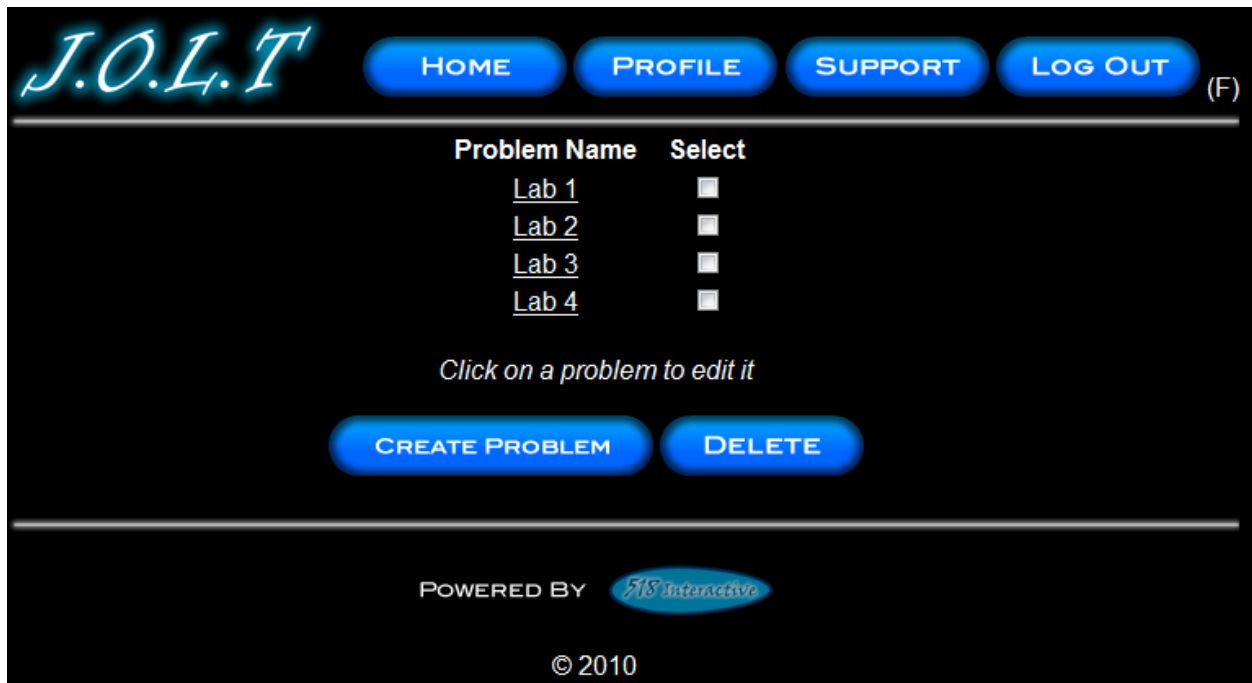 J.O.L.T HOME PROFILE SUPPORT LOG OUT (F)
Problem Name Select
Lab 1
Lab 2
Lab 3
Lab 4
Click on a problem to edit it
CREATE PROBLEM DELETE
POWERED BY 518 Interactive
© 2010